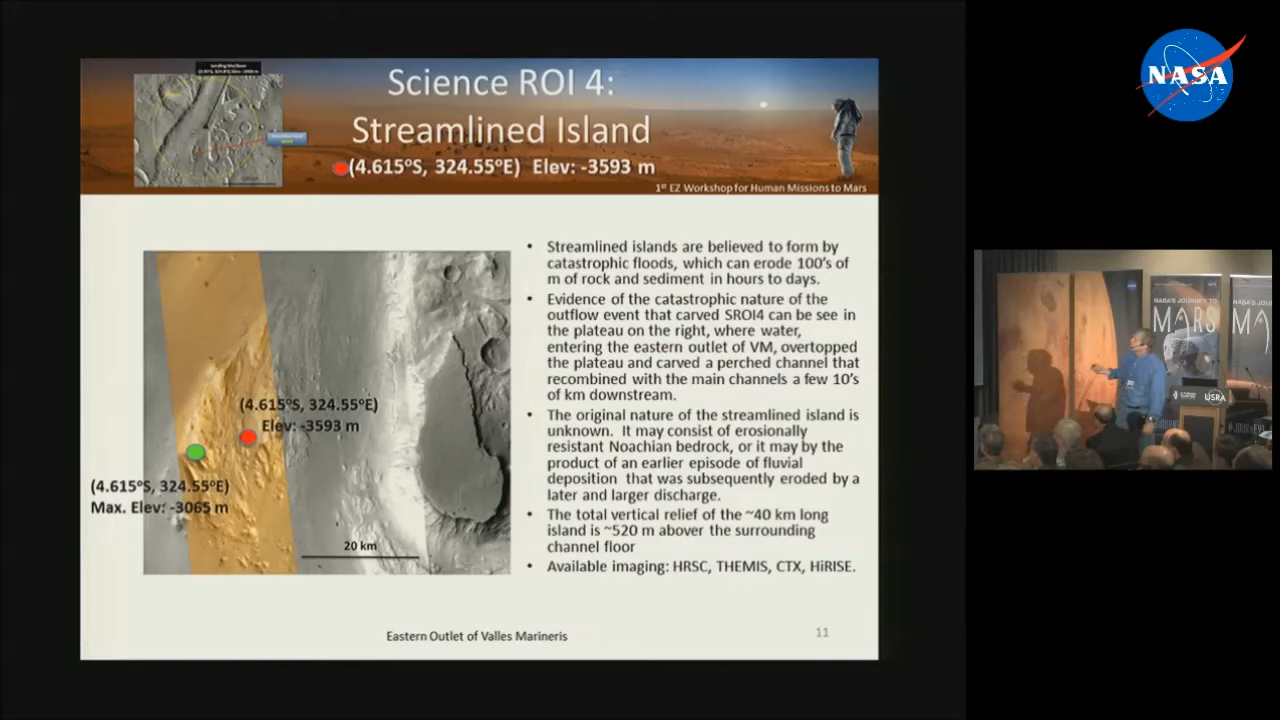 Science ROI 4:
Streamlined Island
(4.615ºS, 324.55ºE) Elev: -3593 m
1st EZ Workshop for Human Missions to Mars
• Streamlined islands are believed to form by
catastrophic floods, which can erode 100's of
m of rock and sediment in hours to days.
• Evidence of the catastrophic nature of the
outflow event that carved SROI4 can be see in
the plateau on the right, where water,
entering the eastern outlet of VM, overtopped
the plateau and carved a perched channel that
recombined with the main channels a few 10's
of km downstream.
• The original nature of the streamlined island is
unknown. It may consist of erosionally
resistant Noachian bedrock, or it may by the
product of an earlier episode of fluvial
deposition that was subsequently eroded by a
later and larger discharge.
• The total vertical relief of the ~40 km long
island is ~520 m abover the surrounding
channel floor
• Available imaging: HRSC, THEMIS, CTX, HiRISE.
(4.615ºS, 324.55ºE)
Elev: -3593 m
(4.615ºS, 324.55ºE)
Max. Elev: -3065 m
20 km
Eastern Outlet of Valles Marineris
11
NASA
NASA'S JOURNEY TO
MARS
NASA'S JOU
MA
USRA